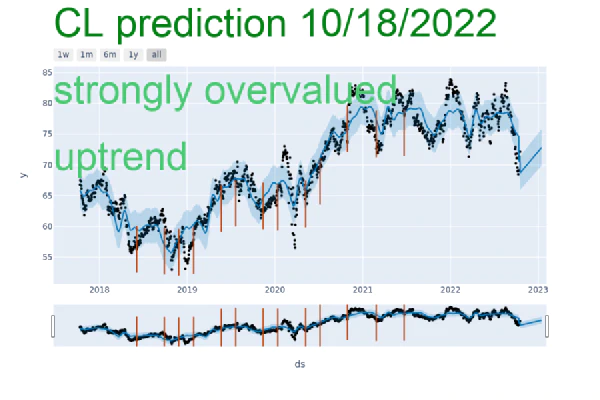 CL prediction 10/18/2022
1w 1m 6m 1y all
strongly overvalued
uptrend
85
80
75
70
65
60
55
y
2018 2019 2020 2021 2022 2023
ds